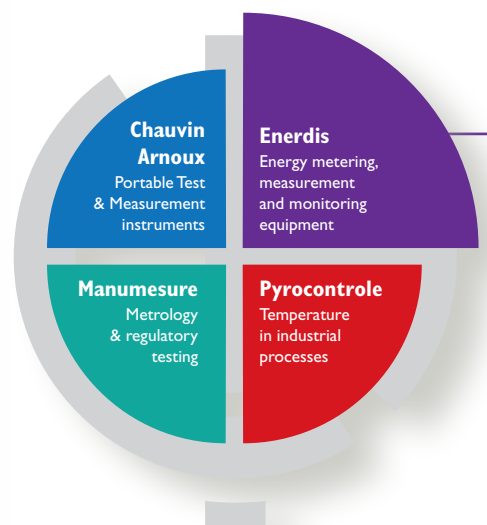 Chauvin
Arnoux
Portable Test
& Measurement
instruments
Enerdis
Energy metering,
measurement
and monitoring
equipment
Manumesure
Metrology
& regulatory
testing
Pyrocontrole
Temperature
in industrial
processes